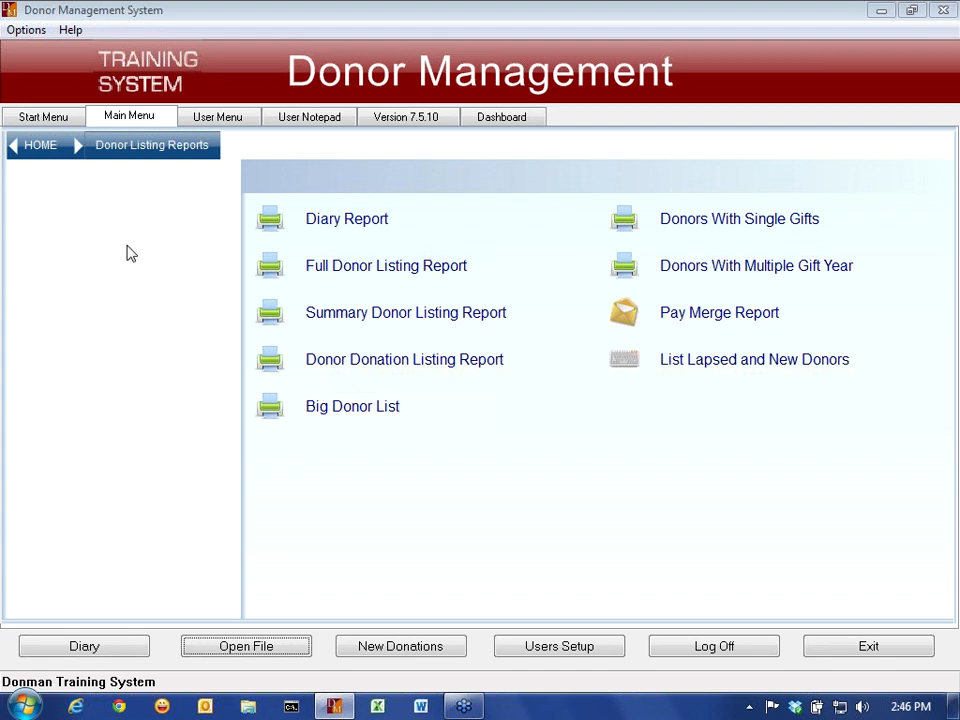 Donor Management System
Options Help
TRAINING
SYSTEM
Donor Management
Start Menu Main Menu User Menu User Notepad Version 7.5.10 Dashboard
HOME Donor Listing Reports
Diary Report Donors With Single Gifts
Full Donor Listing Report Donors With Multiple Gift Year
Summary Donor Listing Report Pay Merge Report
Donor Donation Listing Report List Lapsed and New Donors
Big Donor List
Diary Open File New Donations Users Setup Log Off Exit
Donman Training System
2:46 PM